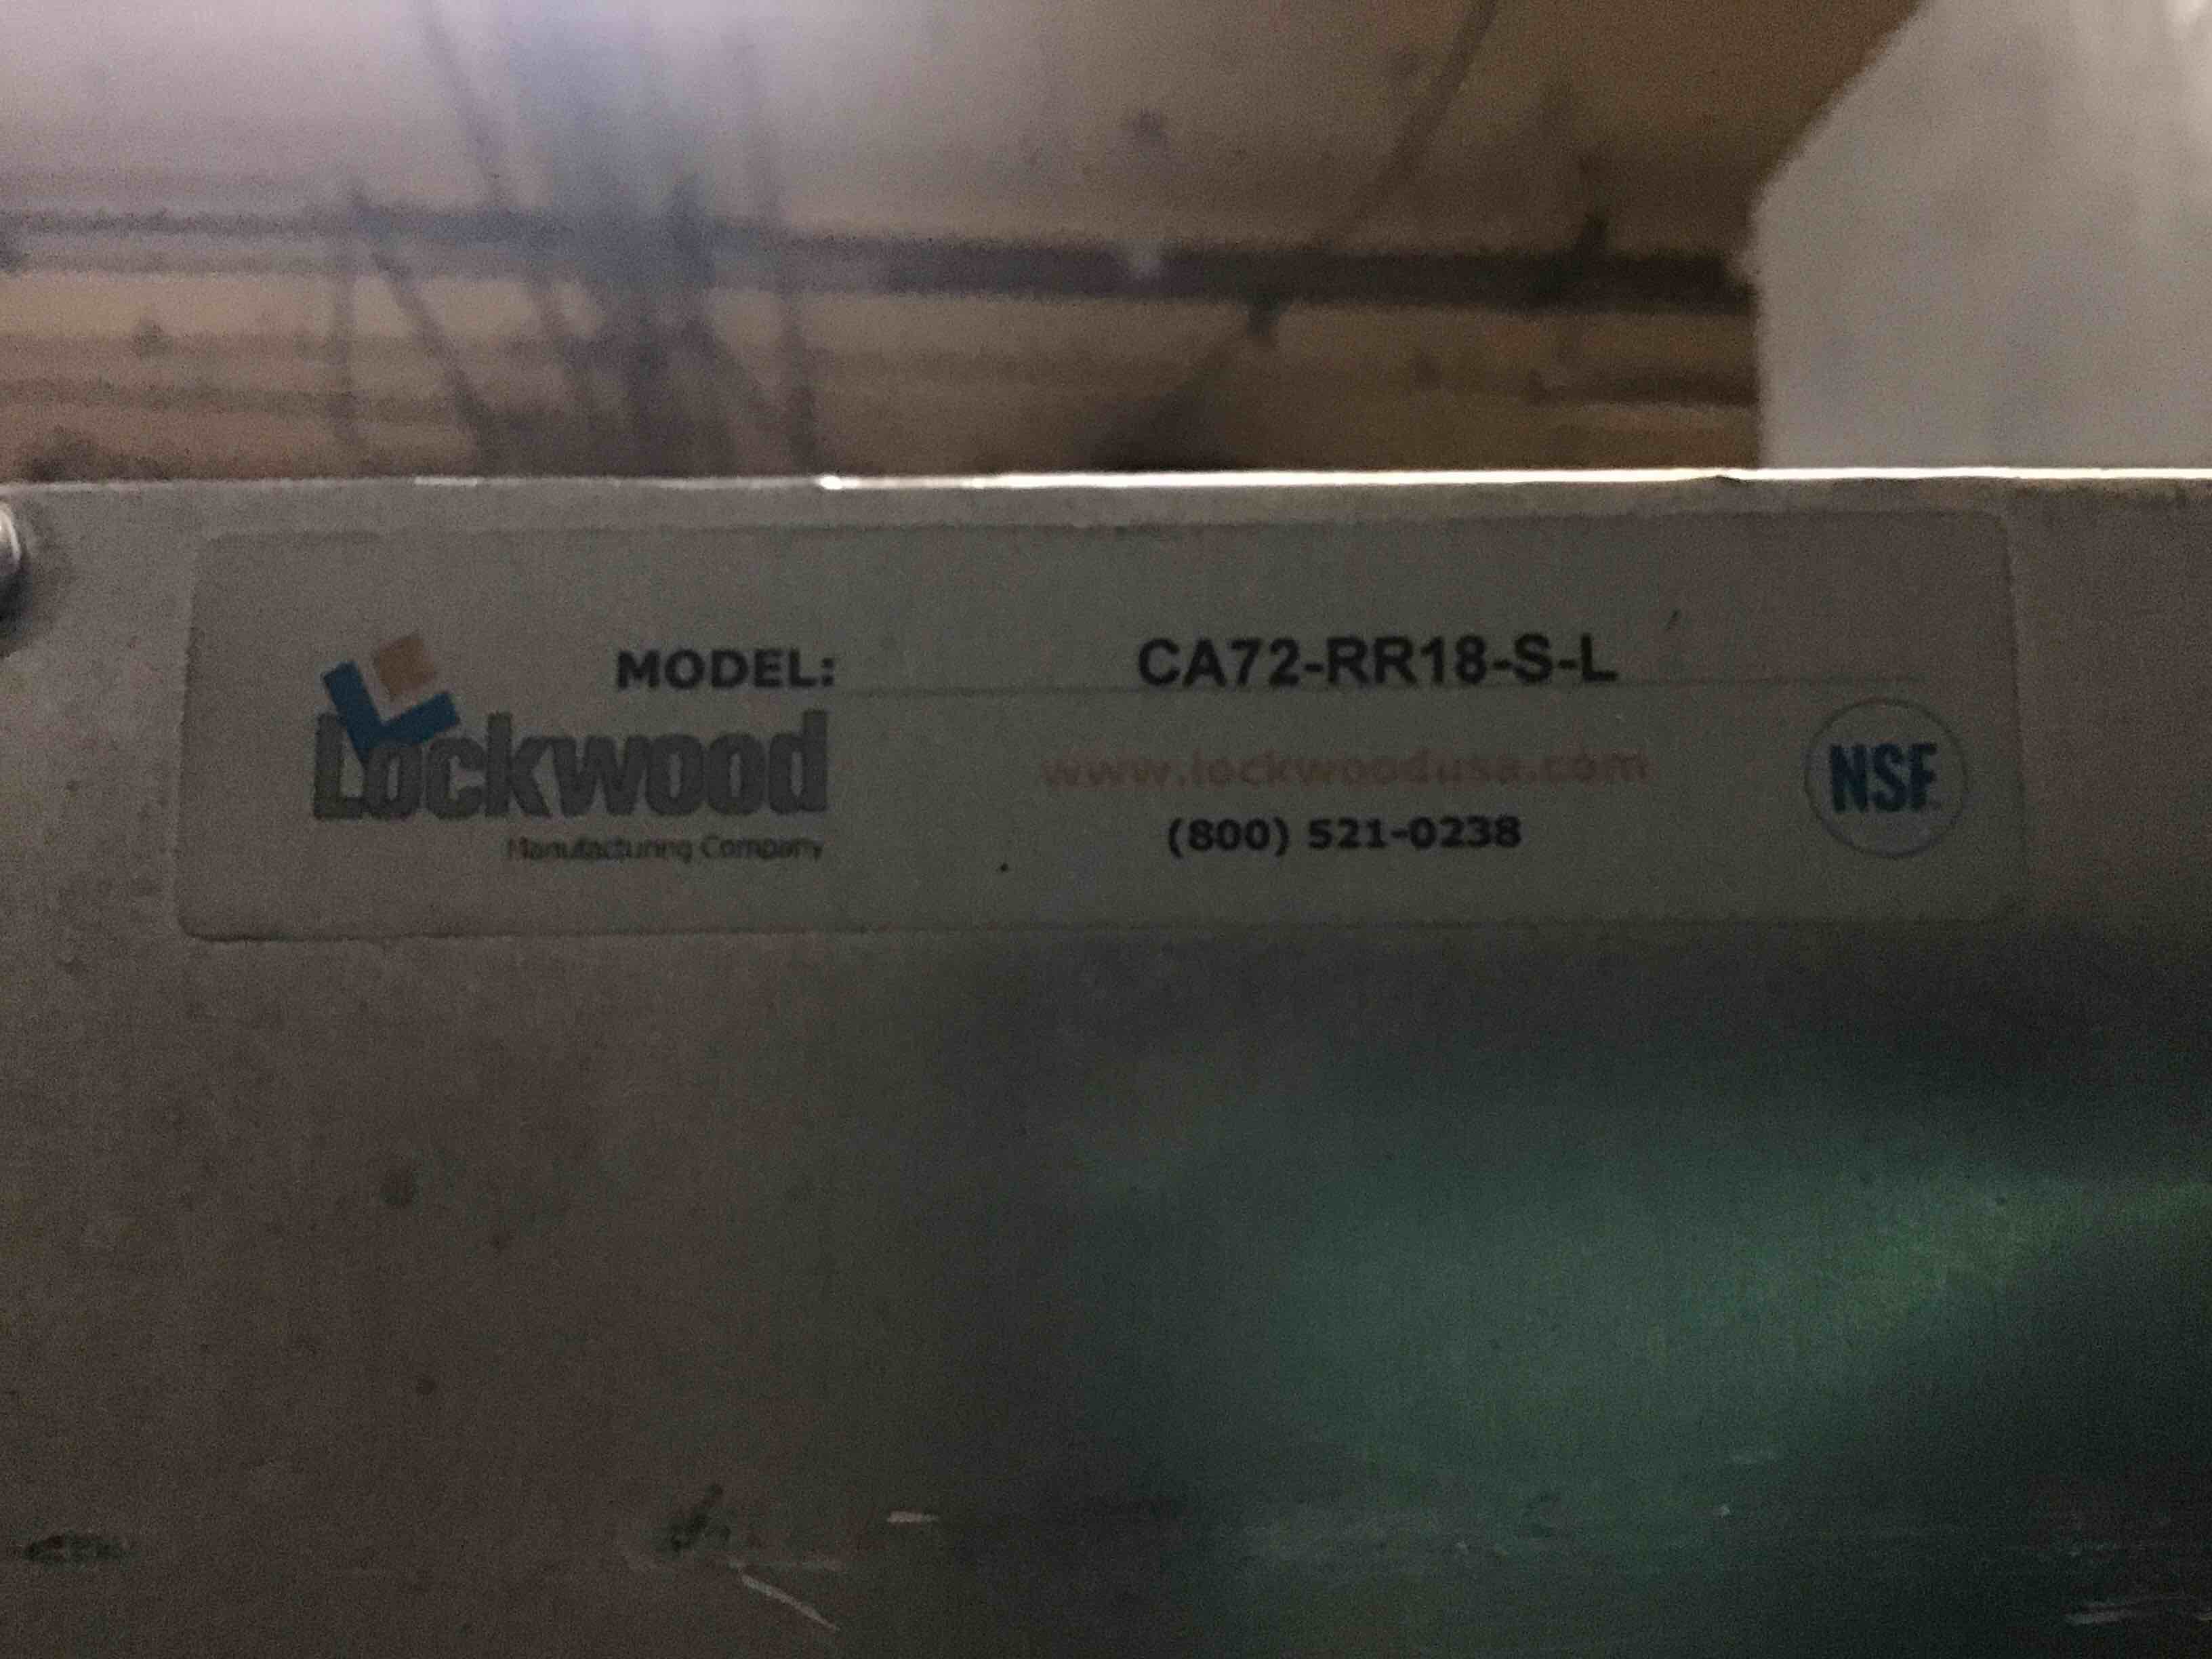 MODEL: CA72-RR18-S-L
Lockwood
Manufacturing Company
www.lockwoodusa.com
(800) 521-0238
NSF